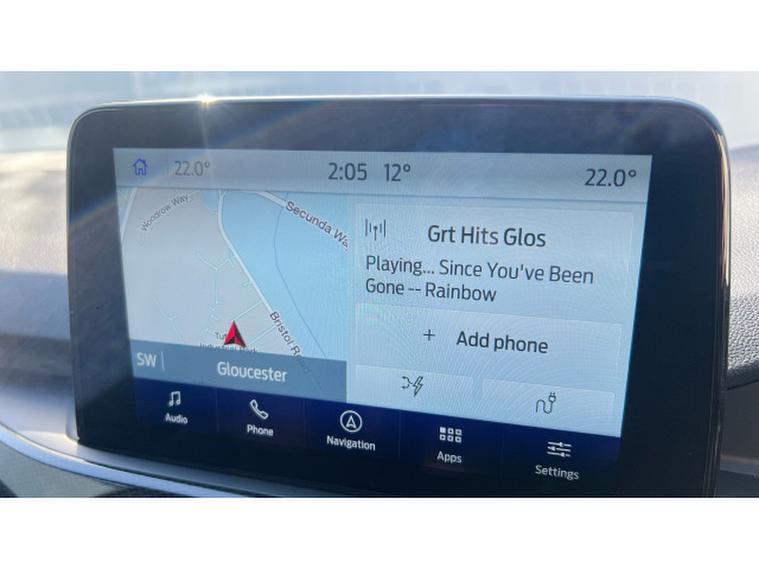 22.0°
2:05 12°
22.0°
Woodrow Way
Secunda Wa
Bristol Road
SW
Gloucester
Grt Hits Glos
Playing... Since You've Been
Gone -- Rainbow
+ Add phone
Audio
Phone
Navigation
Apps
Settings